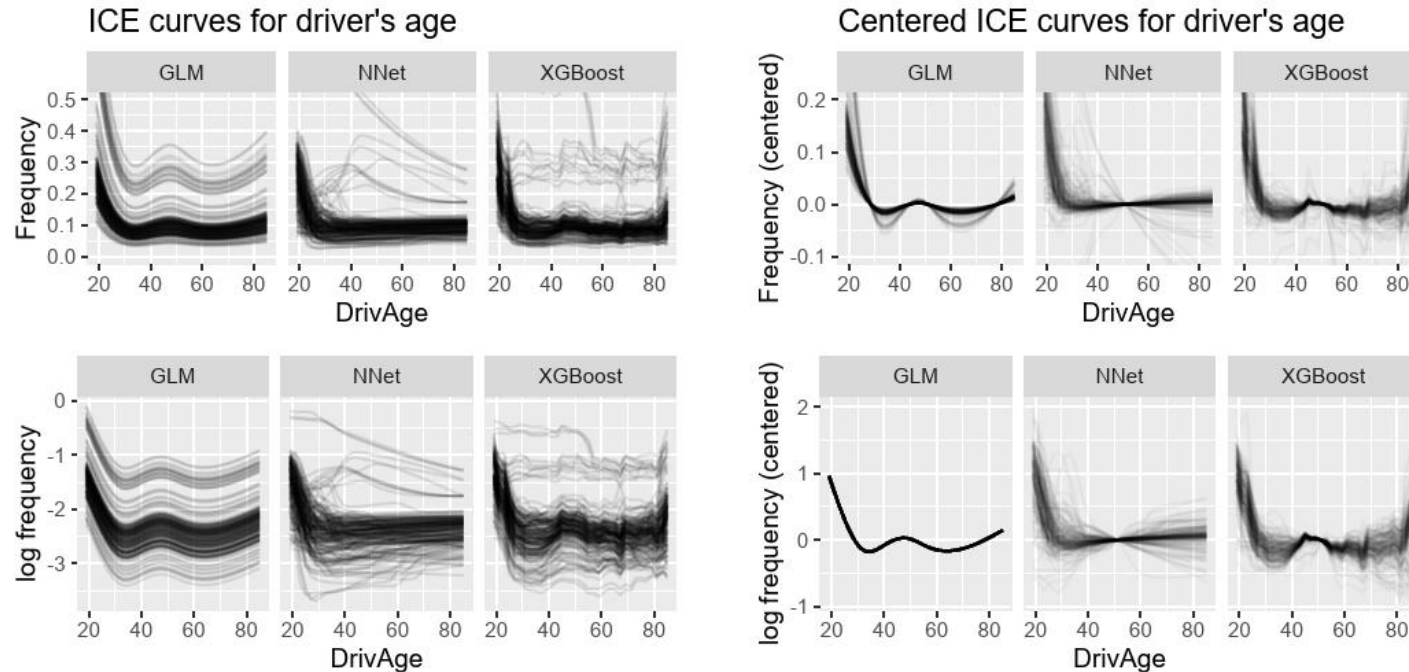 ICE curves for driver's age
GLM NNet XGBoost
Frequency
0.5
0.4
0.3
0.2
0.1
0.0
20 40 60 80 20 40 60 80 20 40 60 80
DrivAge
GLM NNet XGBoost
log frequency
0
-1
-2
-3
20 40 60 80 20 40 60 80 20 40 60 80
DrivAge
Centered ICE curves for driver's age
GLM NNet XGBoost
Frequency (centered)
0.2
0.1
0.0
-0.1
20 40 60 80 20 40 60 80 20 40 60 80
DrivAge
GLM NNet XGBoost
log frequency (centered)
2
1
0
-1
20 40 60 80 20 40 60 80 20 40 60 80
DrivAge